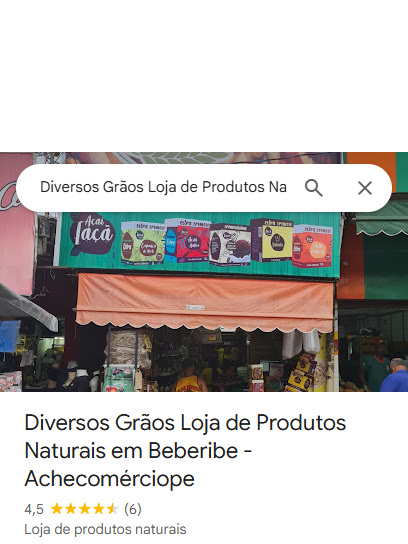 Diversos Grãos Loja de Produtos Na
Açaí
Jaçá
Diversos Grãos Loja de Produtos
Naturais em Beberibe -
Achecomérciope
4,5 (6)
Loja de produtos naturais